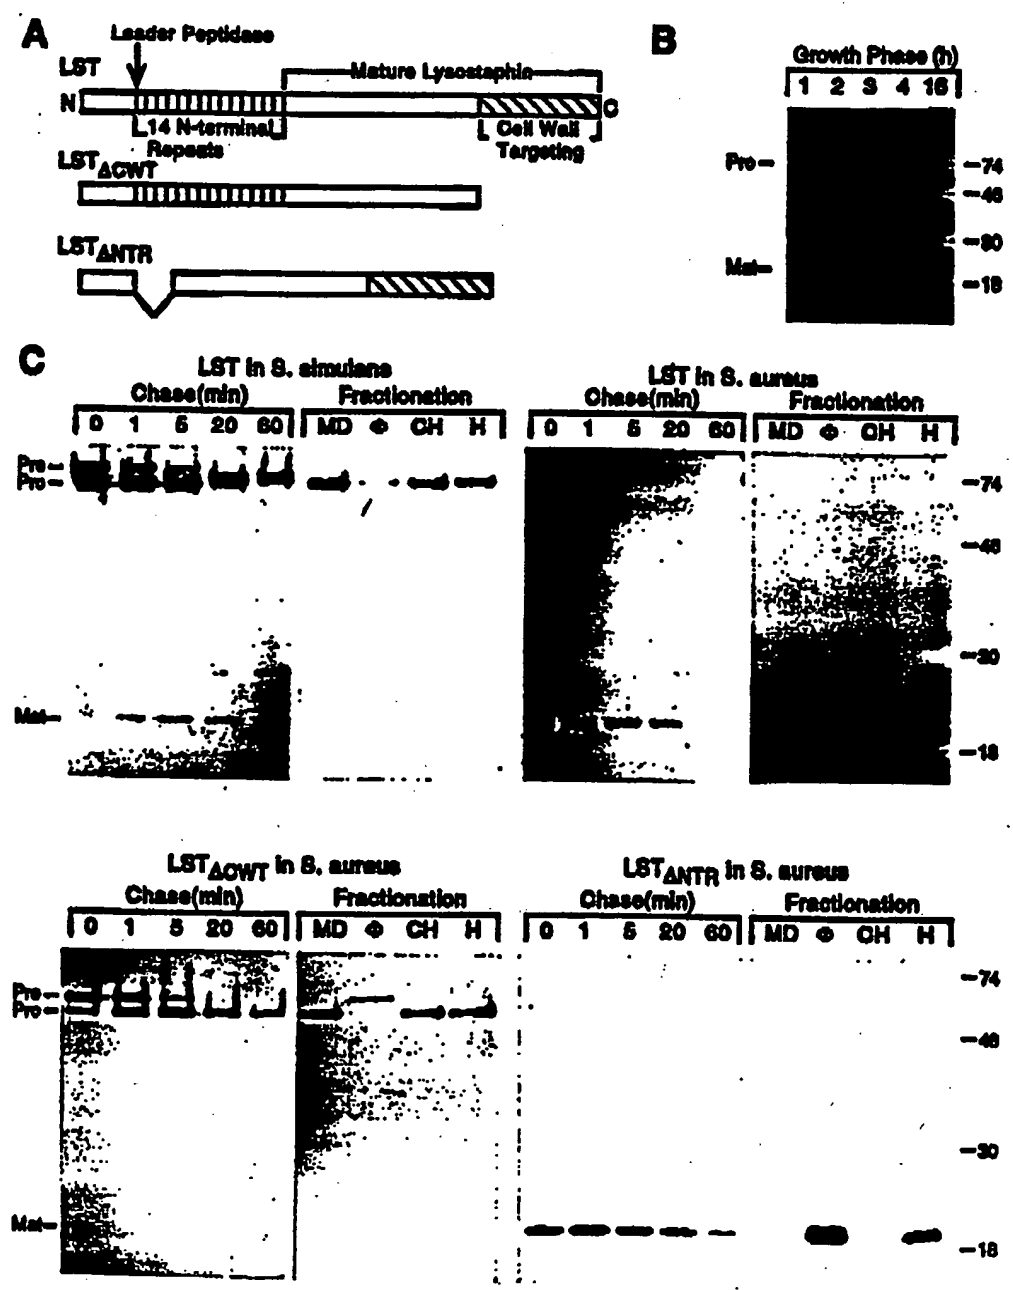 A
Leader Peptidase
LST
Mature Lysostaphin
N
C
14 N-terminal
Repeats
Cell Wall
Targeting
LSTΔCWT
LSTΔNTR
B
Growth Phase (h)
1 2 3 4 16
Pro
Mat
74
46
30
18
C
LST in S. simulans
Chase(min)
Fractionation
0 1 5 20 60
MD Φ CH H
Pre
Pro
Mat
LST in S. aureus
Chase(min)
Fractionation
0 1 5 20 60
MD Φ CH H
74
46
30
18
LSTΔCWT in S. aureus
Chase(min)
Fractionation
0 1 5 20 60
MD Φ CH H
Pre
Pro
Mat
LSTΔNTR in S. aureus
Chase(min)
Fractionation
0 1 5 20 60
MD Φ CH H
74
46
30
18